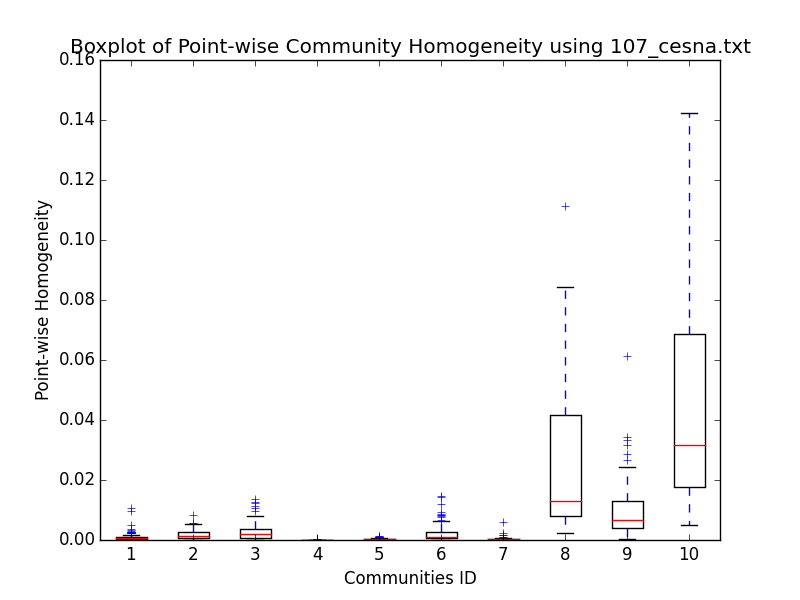 Boxplot of Point-wise Community Homogeneity using 107_cesna.txt
0.16
0.14
0.12
0.10
0.08
0.06
0.04
0.02
0.00
Point-wise Homogeneity
1 2 3 4 5 6 7 8 9 10
Communities ID